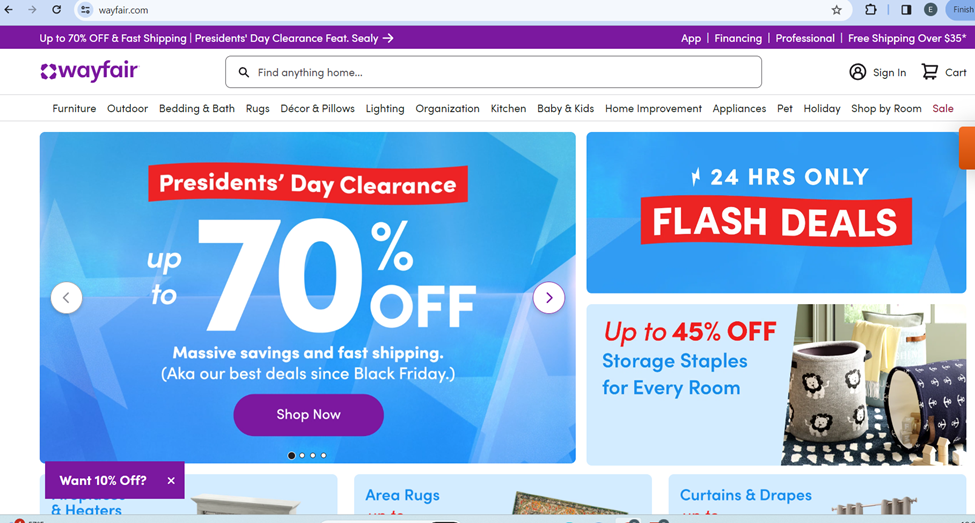 wayfair.com
E
Finish
Up to 70% OFF & Fast Shipping | Presidents' Day Clearance Feat. Sealy →
App | Financing | Professional | Free Shipping Over $35*
wayfair
Find anything home...
Sign In
Cart
Furniture Outdoor Bedding & Bath Rugs Décor & Pillows Lighting Organization Kitchen Baby & Kids Home Improvement Appliances Pet Holiday Shop by Room Sale
Presidents' Day Clearance
up to 70% OFF
Massive savings and fast shipping.
(Aka our best deals since Black Friday.)
Shop Now
24 HRS ONLY
FLASH DEALS
Up to 45% OFF
Storage Staples
for Every Room
Want 10% Off? ×
& Heaters
Area Rugs
up to
Curtains & Drapes
up to